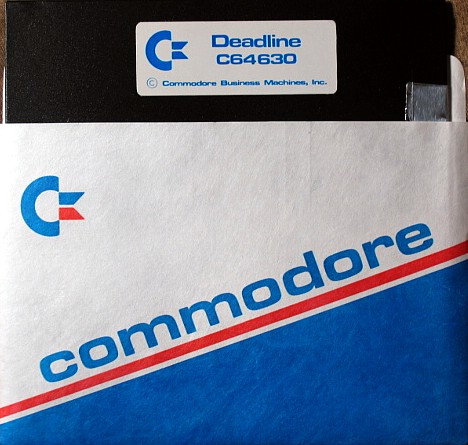 Deadline
C64630
© Commodore Business Machines, Inc.
commodore